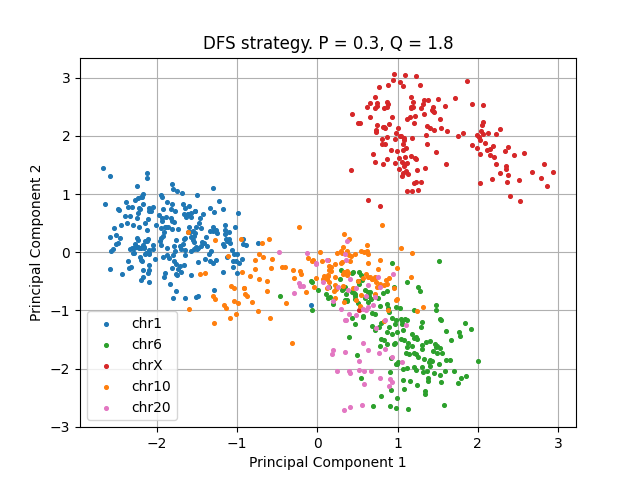 DFS strategy. P = 0.3, Q = 1.8
3
2
1
0
−1
−2
−3
Principal Component 2
chr1
chr6
chrX
chr10
chr20
−2 −1 0 1 2 3
Principal Component 1